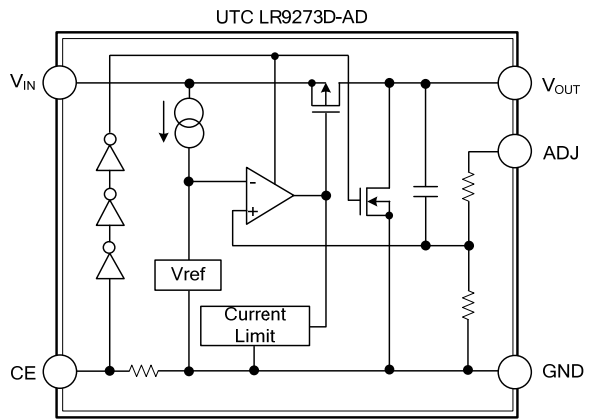 UTC LR9273D-AD
VIN
VOUT
ADJ
-
+
Vref
Current
Limit
CE
GND